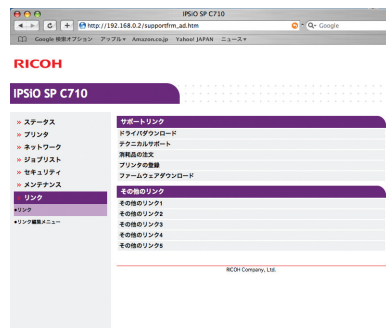 IPSiO SP C710
http://192.168.0.2/supportfrm_ad.htm
Google
Google 検索オプション アップル▼ Amazon.co.jp Yahoo! JAPAN ニュース▼
RICOH
IPSiO SP C710
» ステータス
» プリンタ
» ネットワーク
» ジョブリスト
» セキュリティ
» メンテナンス
リンク
●リンク
●リンク編集メニュー
サポートリンク
ドライバダウンロード
テクニカルサポート
消耗品の注文
プリンタの登録
ファームウェアダウンロード
その他のリンク
その他のリンク1
その他のリンク2
その他のリンク3
その他のリンク4
その他のリンク5
RICOH Company, Ltd.